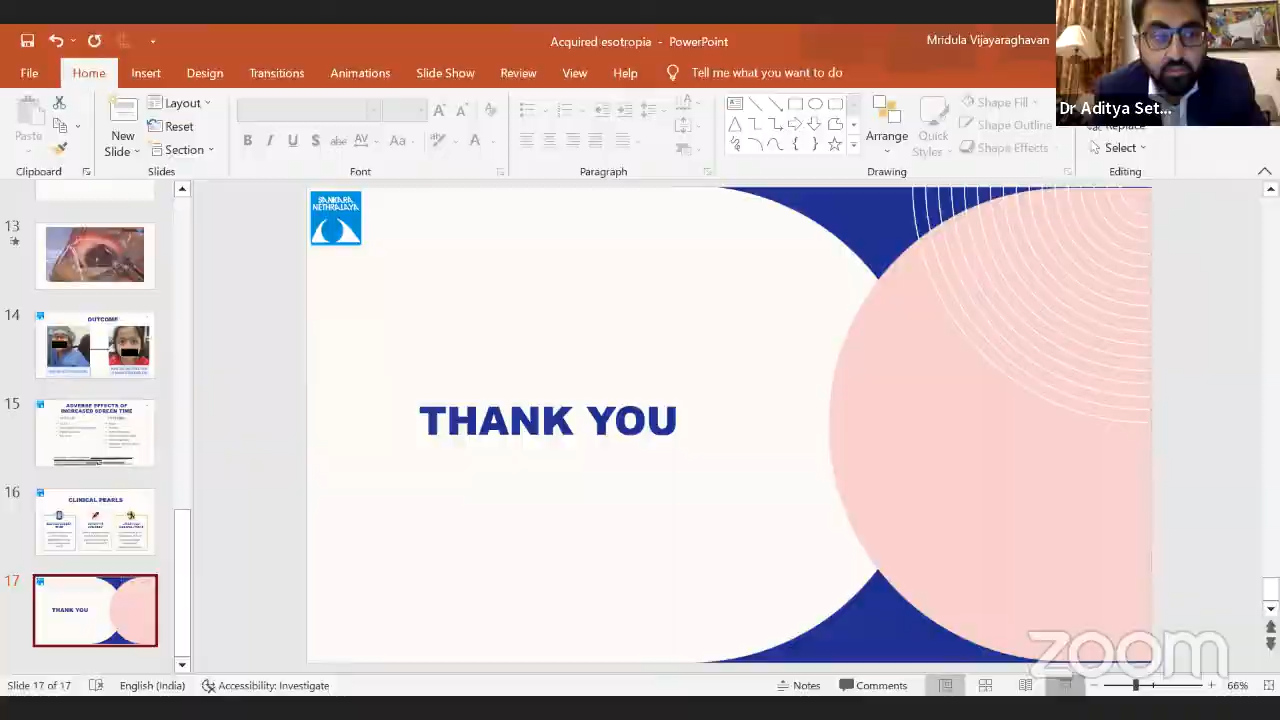 Acquired esotropia - PowerPoint
Mridula Vijayaraghavan
File Home Insert Design Transitions Animations Slide Show Review View Help Tell me what you want to do
Dr Aditya Set...
Paste
New Slide
Layout
Reset
Section
B I U S abc AV Aa A
A A
Arrange
Quick Styles
Shape Fill
Shape Outline
Shape Effects
Replace
Select
Clipboard
Slides
Font
Paragraph
Drawing
Editing
SANKARA
NETHRALAYA
THANK YOU
13
14
OUTCOME
15
ADVERSE EFFECTS OF
INCREASED SCREEN TIME
16
CLINICAL PEARLS
17
THANK YOU
zoom
Slide 17 of 17
English (India)
Accessibility: Investigate
Notes
Comments
66%